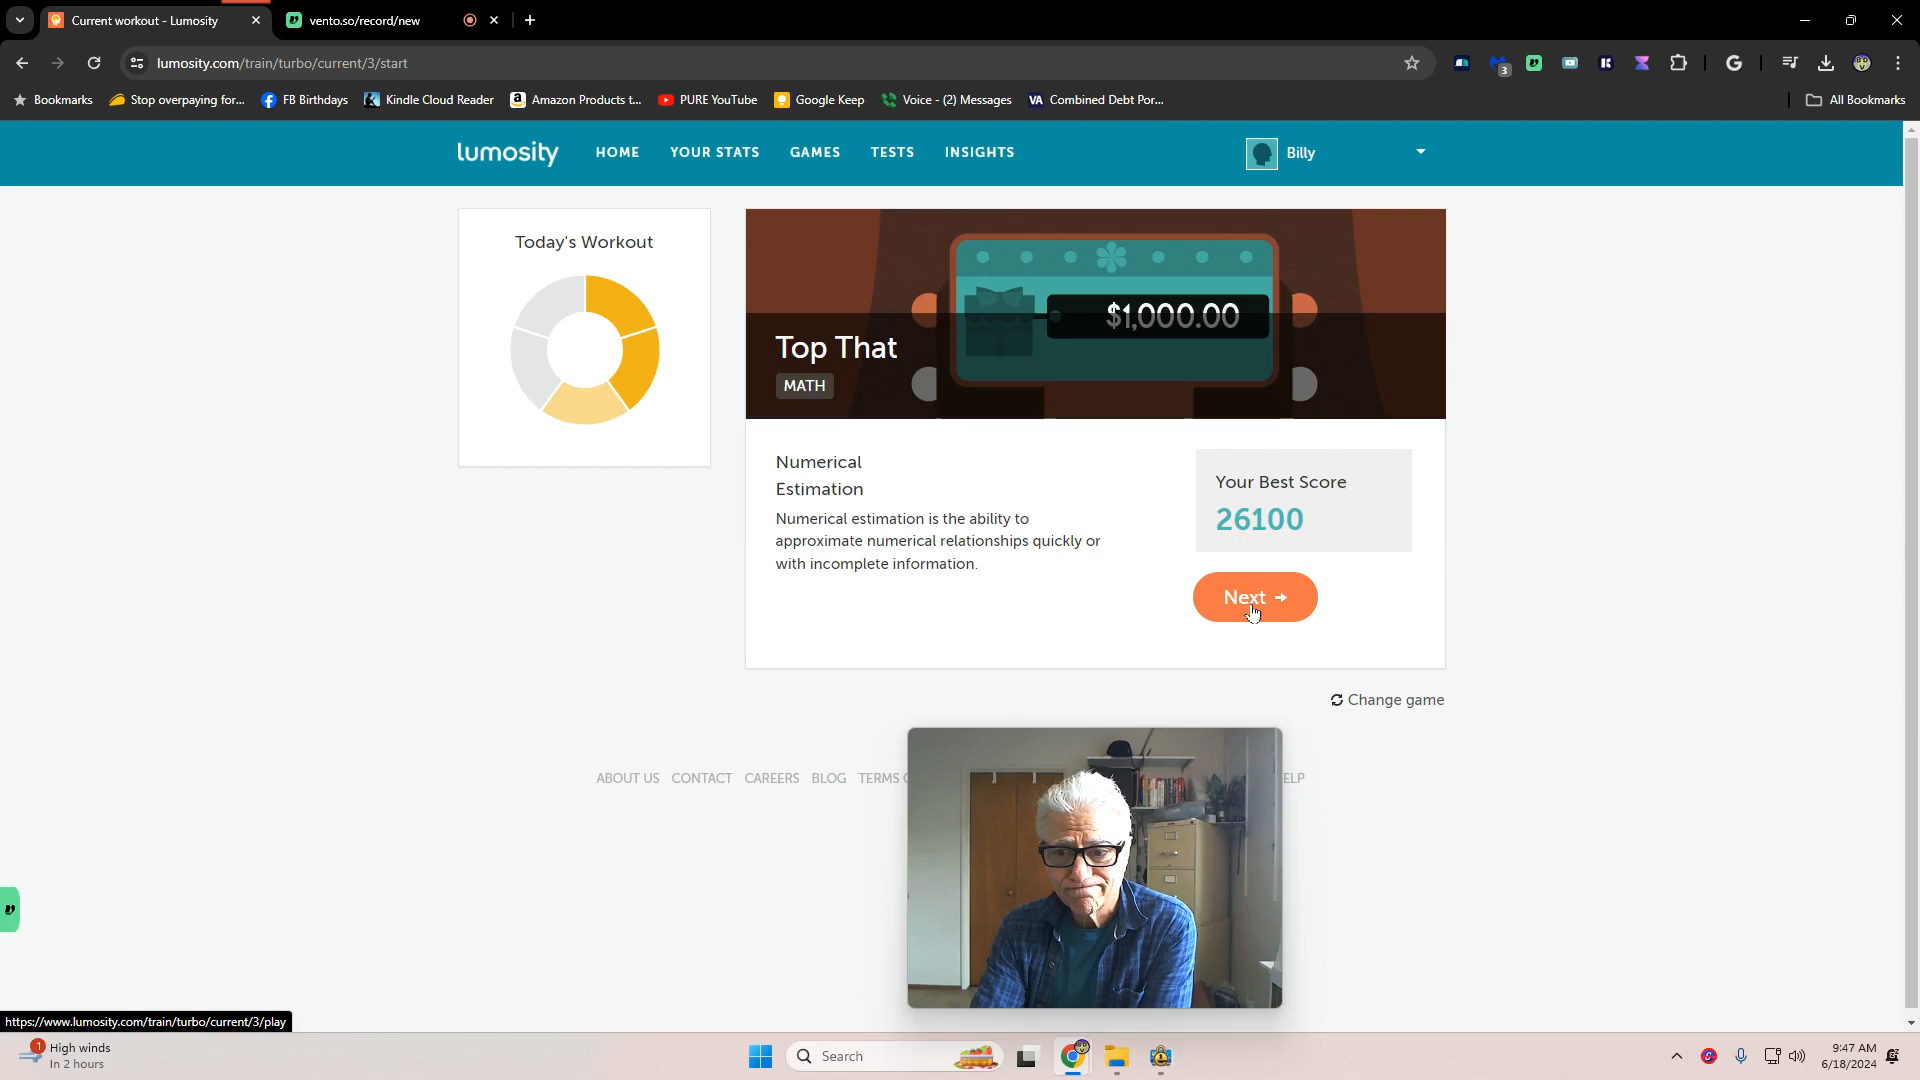 Current workout - Lumosity
vento.so/record/new
lumosity.com/train/turbo/current/3/start
3
Bookmarks
Stop overpaying for...
FB Birthdays
Kindle Cloud Reader
Amazon Products t...
PURE YouTube
Google Keep
Voice - (2) Messages
VA Combined Debt Por...
All Bookmarks
lumosity
HOME
YOUR STATS
GAMES
TESTS
INSIGHTS
Billy
Today's Workout
$1,000.00
Top That
MATH
Numerical
Estimation
Numerical estimation is the ability to
approximate numerical relationships quickly or
with incomplete information.
Your Best Score
26100
Next →
Change game
ABOUT US
CONTACT
CAREERS
BLOG
TERMS
ELP
https://www.lumosity.com/train/turbo/current/3/play
1
High winds
In 2 hours
Search
9:47 AM
6/18/2024